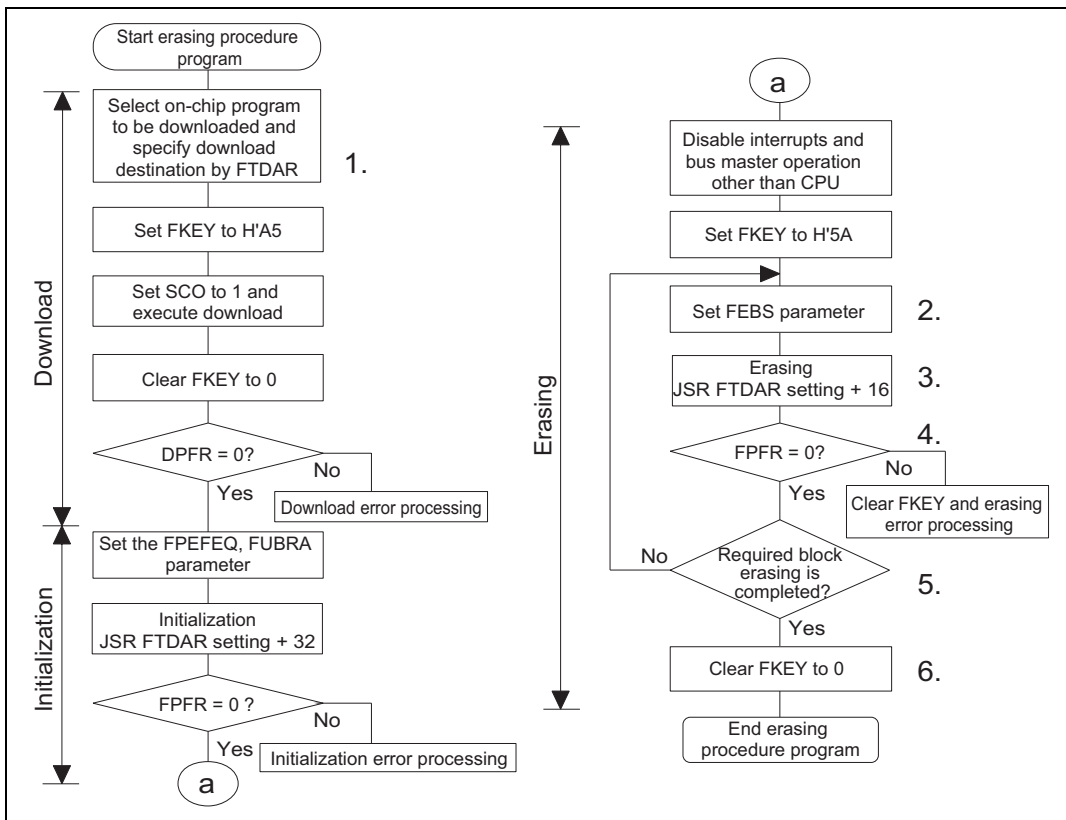 Start erasing procedure
program
Download
Select on-chip program
to be downloaded and
specify download
destination by FTDAR
1.
Set FKEY to H'A5
Set SCO to 1 and
execute download
Clear FKEY to 0
DPFR = 0?
No
Yes
Download error processing
Initialization
Set the FPEFEQ, FUBRA
parameter
Initialization
JSR FTDAR setting + 32
FPFR = 0 ?
No
Yes
Initialization error processing
a
a
Erasing
Disable interrupts and
bus master operation
other than CPU
Set FKEY to H'5A
Set FEBS parameter
2.
Erasing
JSR FTDAR setting + 16
3.
4.
FPFR = 0?
No
Yes
Clear FKEY and erasing
error processing
No
Required block
erasing is
completed?
5.
Yes
Clear FKEY to 0
6.
End erasing
procedure program